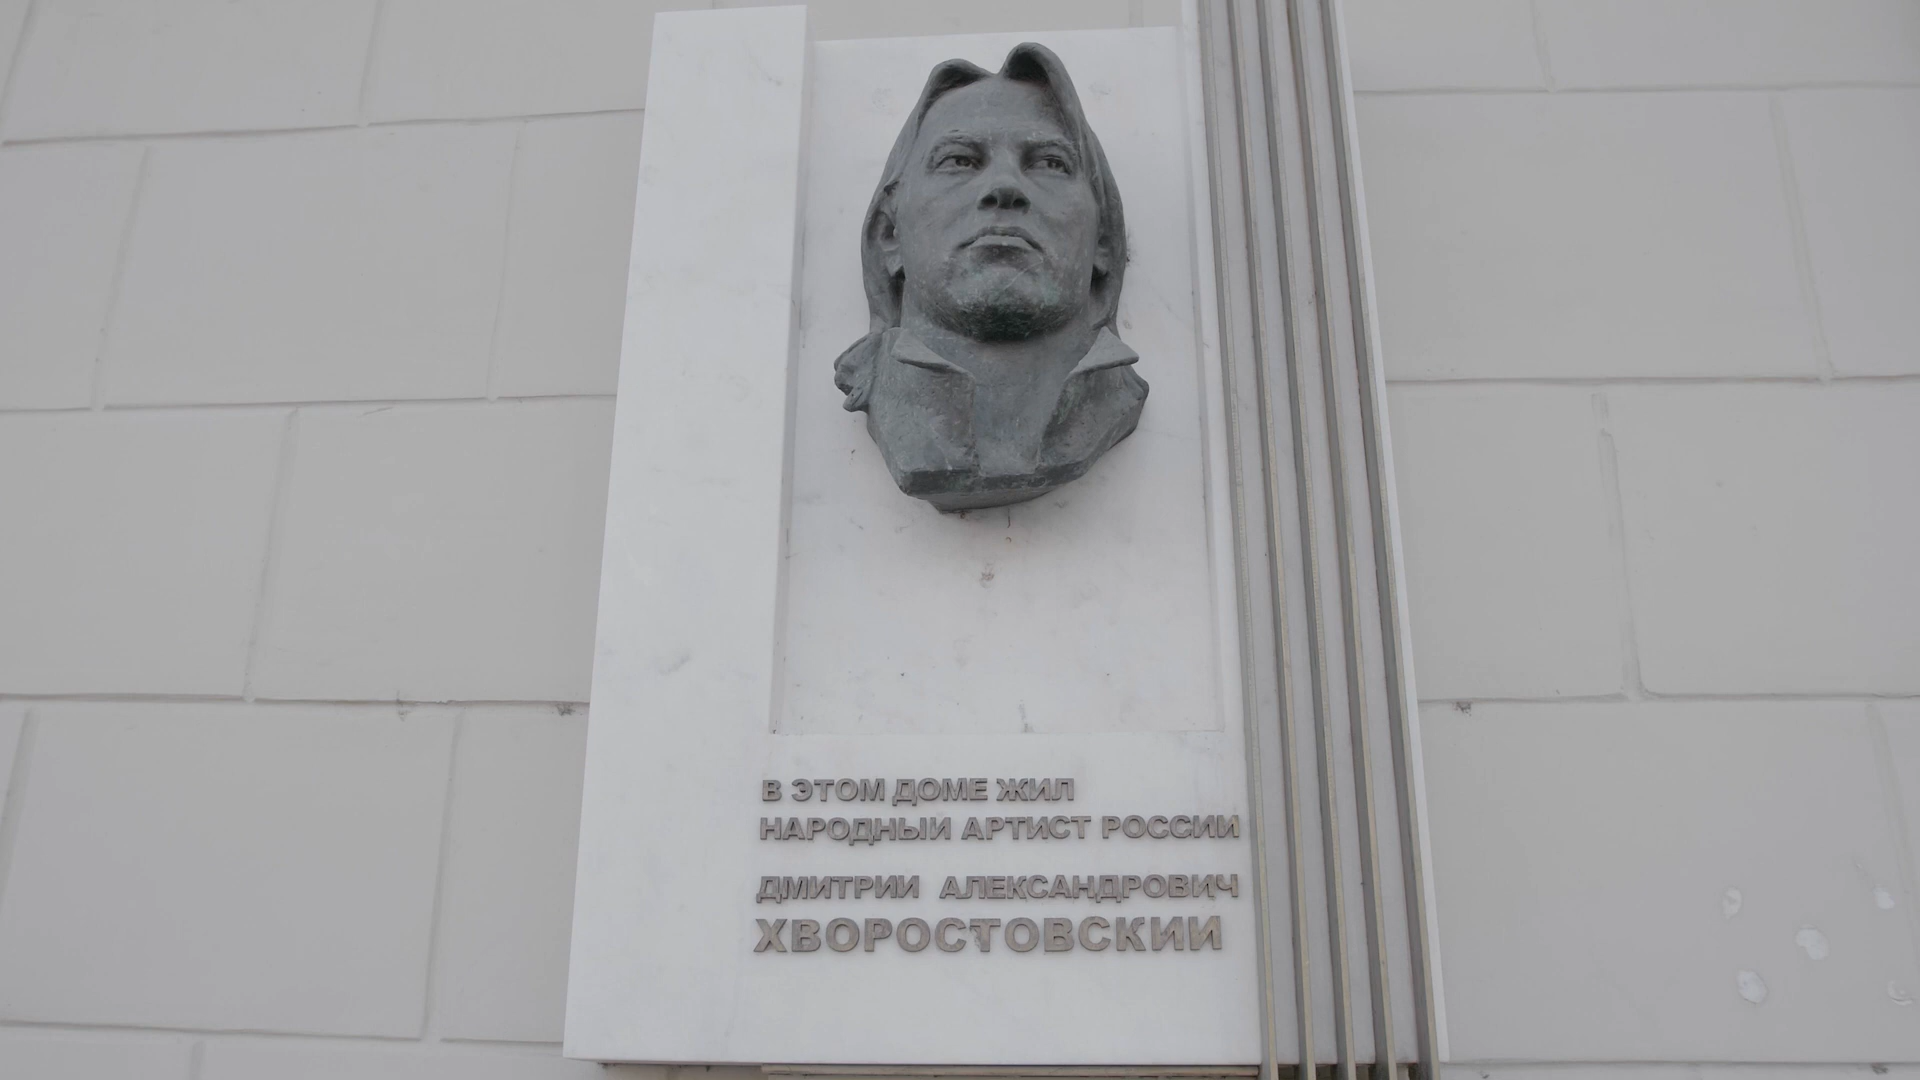 В ЭТОМ ДОМЕ ЖИЛ
НАРОДНЫИ АРТИСТ РОССИИ
ДМИТРИИ АЛЕКСАНДРОВИЧ
ХВОРОСТОВСКИИ